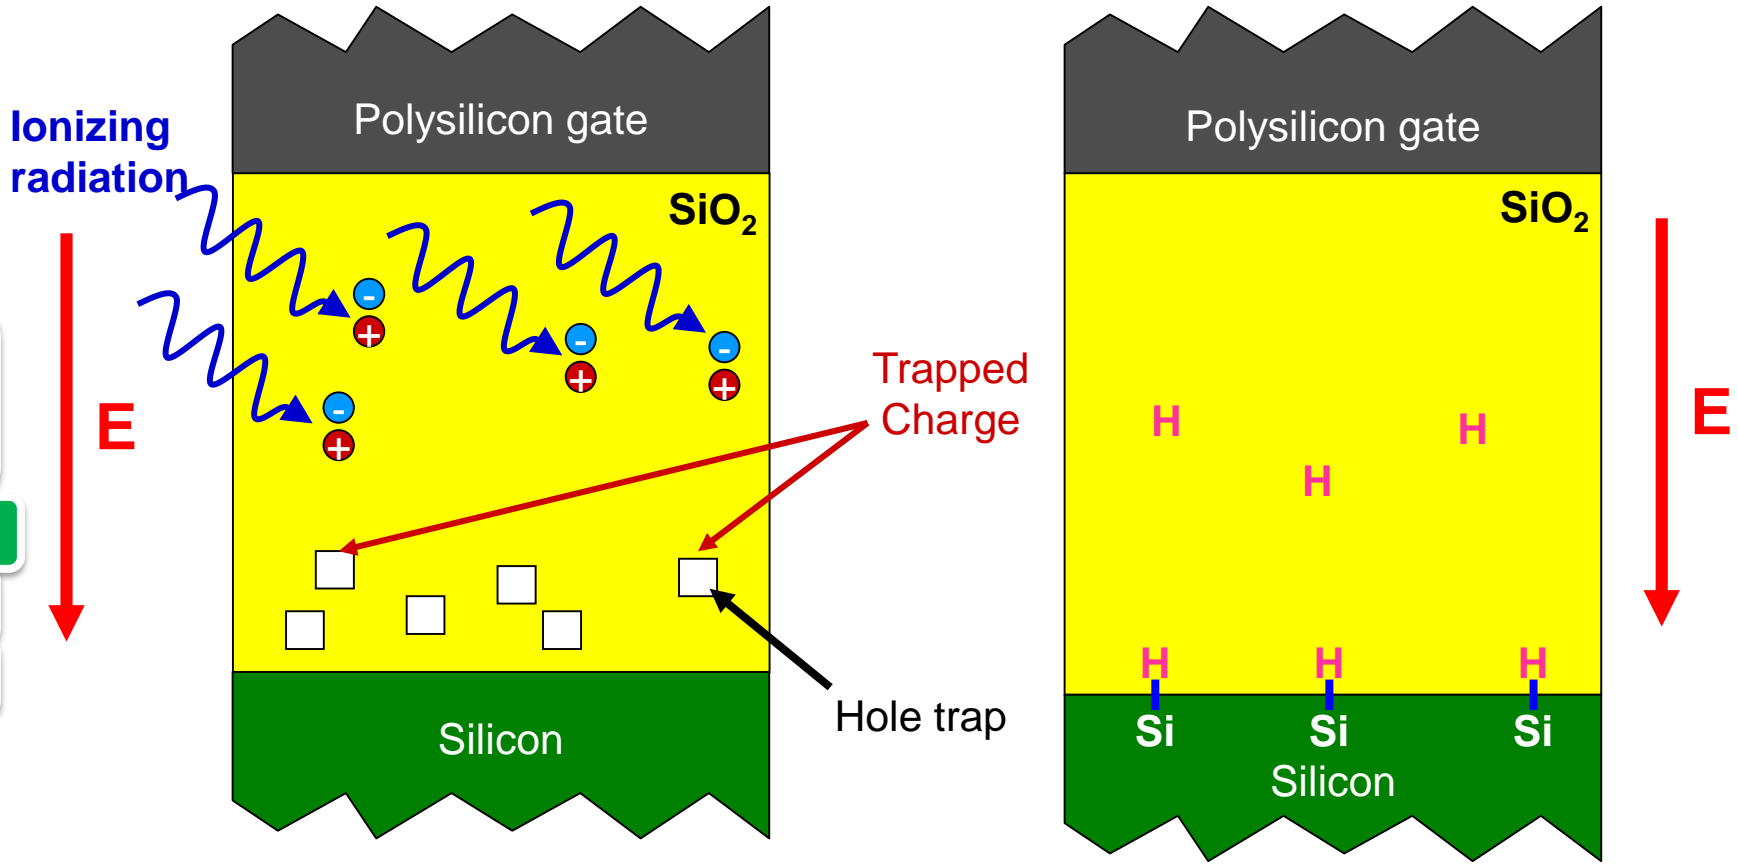 Polysilicon gate
Ionizing
radiation
SiO₂
-
+
-
+
-
+
-
+
E
Trapped
Charge
Hole trap
Silicon
Polysilicon gate
SiO₂
E
H
H
H
H
H
H
Si
Si
Si
Silicon